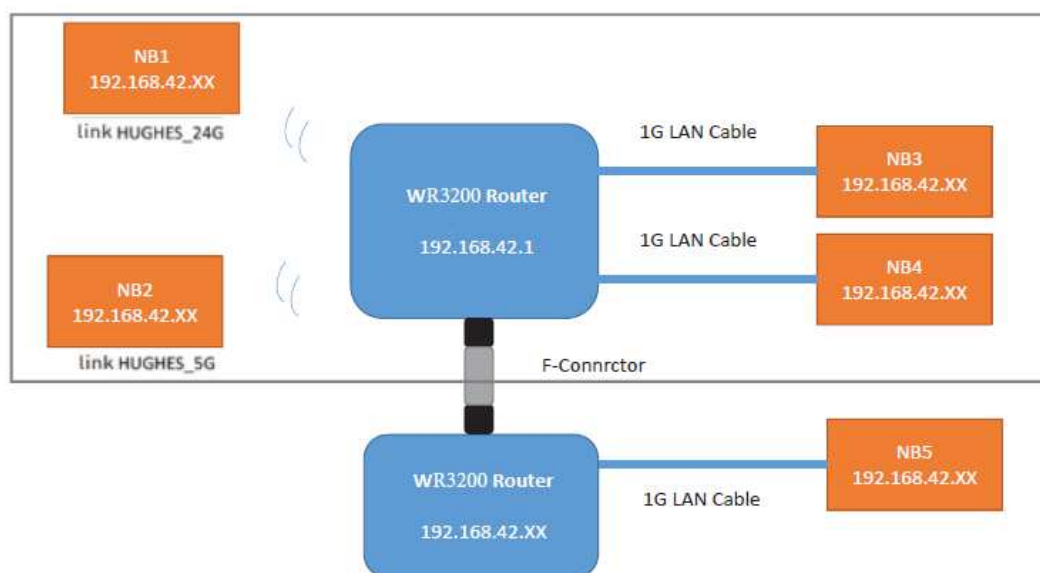 NB1
192.168.42.XX
link HUGHES_24G
1G LAN Cable
NB3
192.168.42.XX
WR3200 Router
192.168.42.1
1G LAN Cable
NB4
192.168.42.XX
NB2
192.168.42.XX
link HUGHES_5G
F-Connrctor
WR3200 Router
192.168.42.XX
NB5
192.168.42.XX
1G LAN Cable